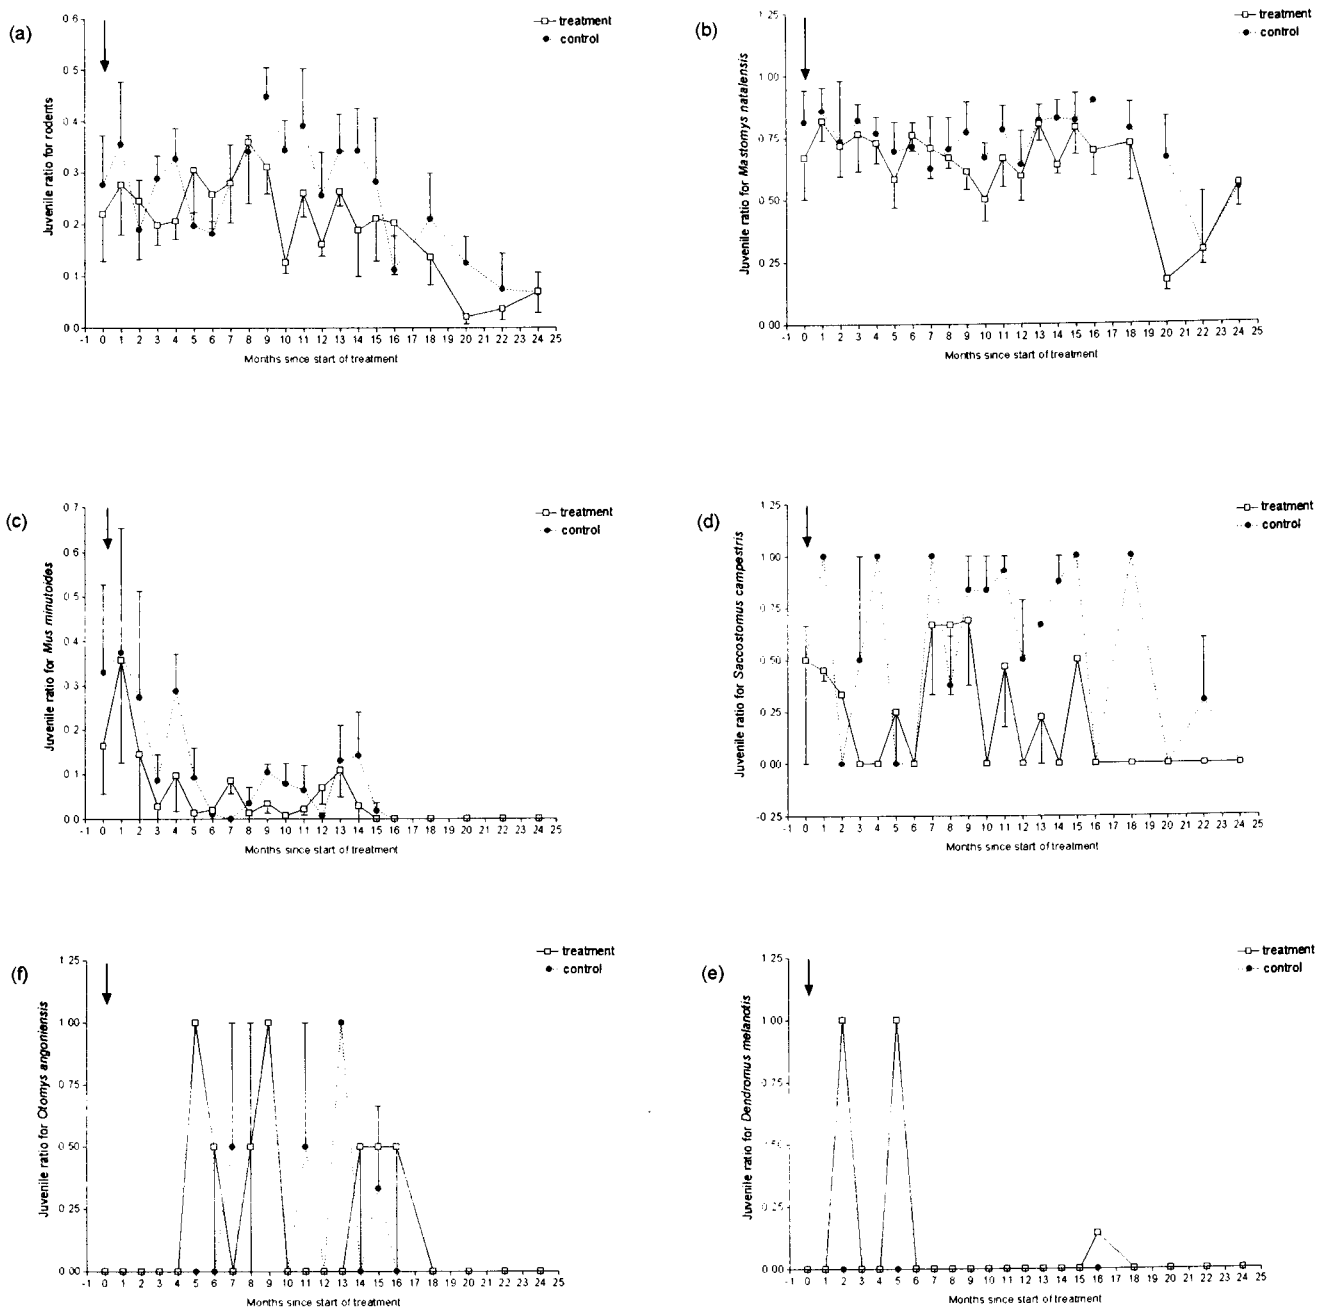 (a)
treatment
control
Juvenile ratio for rodents
0.6
0.5
0.4
0.3
0.2
0.1
0.0
-1 0 1 2 3 4 5 6 7 8 9 10 11 12 13 14 15 16 17 18 19 20 21 22 23 24 25
Months since start of treatment
(b)
treatment
control
Juvenile ratio for Mastomys natalensis
1.25
1.00
0.75
0.50
0.25
0.00
-1 0 1 2 3 4 5 6 7 8 9 10 11 12 13 14 15 16 17 18 19 20 21 22 23 24 25
Months since start of treatment
(c)
treatment
control
Juvenile ratio for Mus minutoides
0.7
0.6
0.5
0.4
0.3
0.2
0.1
0.0
-1 0 1 2 3 4 5 6 7 8 9 10 11 12 13 14 15 16 17 18 19 20 21 22 23 24 25
Months since start of treatment
(d)
treatment
control
Juvenile ratio for Saccostomus campestris
1.25
1.00
0.75
0.50
0.25
0.00
-0.25
-1 0 1 2 3 4 5 6 7 8 9 10 11 12 13 14 15 16 17 18 19 20 21 22 23 24 25
Months since start of treatment
(f)
treatment
control
Juvenile ratio for Otomys angoniensis
1.25
1.00
0.75
0.50
0.25
0.00
-1 0 1 2 3 4 5 6 7 8 9 10 11 12 13 14 15 16 17 18 19 20 21 22 23 24 25
Months since start of treatment
(e)
treatment
control
Juvenile ratio for Dendromus melanotis
1.25
1.00
0.75
0.25
0.00
-1 0 1 2 3 4 5 6 7 8 9 10 11 12 13 14 15 16 17 18 19 20 21 22 23 24 25
Months since start of treatment